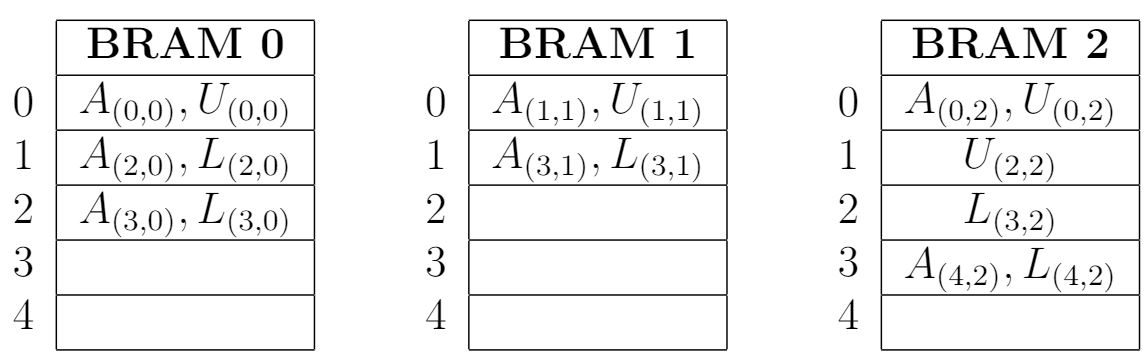 BRAM 0 BRAM 1 BRAM 2
0 A(0,0), U(0,0) 0 A(1,1), U(1,1) 0 A(0,2), U(0,2)
1 A(2,0), L(2,0) 1 A(3,1), L(3,1) 1 U(2,2)
2 A(3,0), L(3,0) 2 2 L(3,2)
3 3 3 A(4,2), L(4,2)
4 4 4